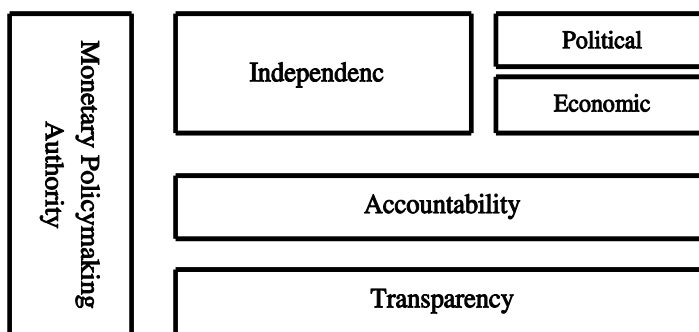 Monetary Policymaking
Authority
Independenc
Political
Economic
Accountability
Transparency